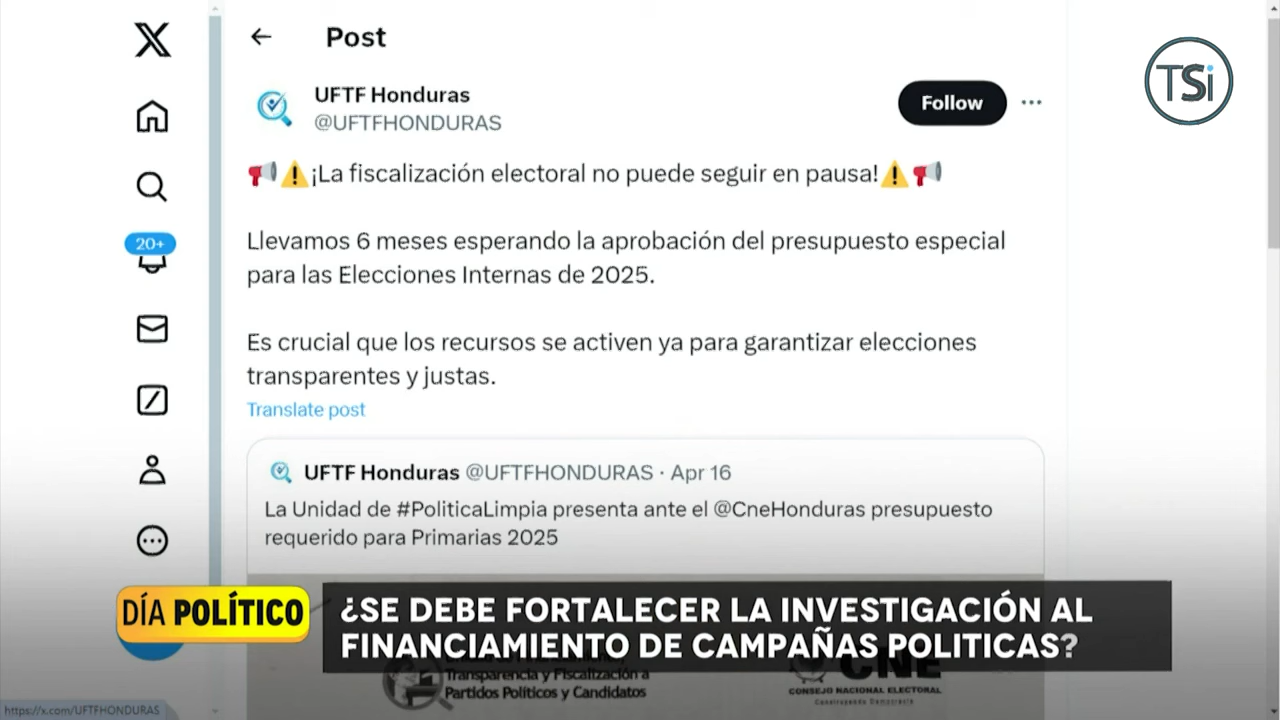 Post
TSi
UFTF Honduras
@UFTFHONDURAS
Follow
¡La fiscalización electoral no puede seguir en pausa!
20+
Llevamos 6 meses esperando la aprobación del presupuesto especial
para las Elecciones Internas de 2025.
Es crucial que los recursos se activen ya para garantizar elecciones
transparentes y justas.
Translate post
UFTF Honduras @UFTFHONDURAS · Apr 16
La Unidad de #PoliticaLimpia presenta ante el @CneHonduras presupuesto
requerido para Primarias 2025
DÍA POLÍTICO
¿SE DEBE FORTALECER LA INVESTIGACIÓN AL
FINANCIAMIENTO DE CAMPAÑAS POLITICAS?
Transparencia y Fiscalización a
Partidos Políticos y Candidatos
CNE
CONSEJO NACIONAL ELECTORAL
Construyendo Democracia
https://x.com/UFTFHONDURAS